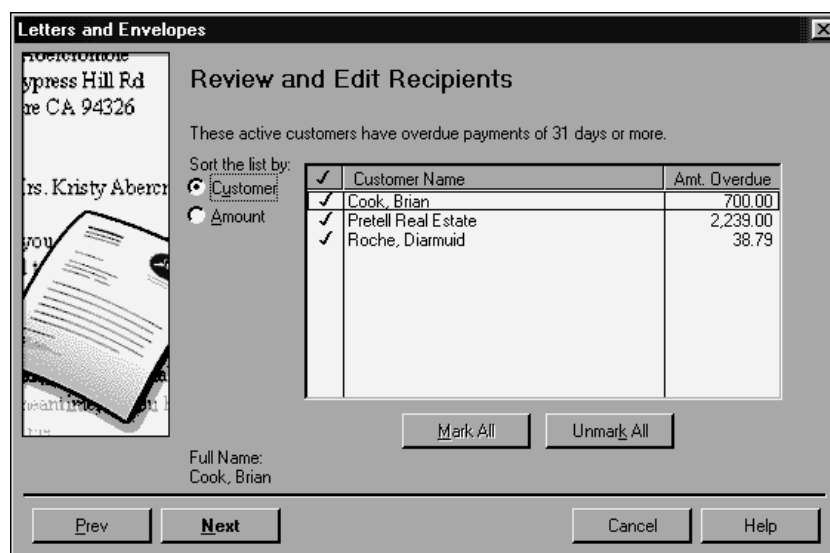 Letters and Envelopes
ypress Hill Rd
re CA 94326
rs. Kristy Abercr
you
Review and Edit Recipients
These active customers have overdue payments of 31 days or more.
Sort the list by:
Customer
Amount
✓ Customer Name Amt. Overdue
✓ Cook, Brian 700.00
✓ Pretell Real Estate 2,239.00
✓ Roche, Diarmuid 38.79
Mark All Unmark All
Full Name:
Cook, Brian
Prev Next Cancel Help